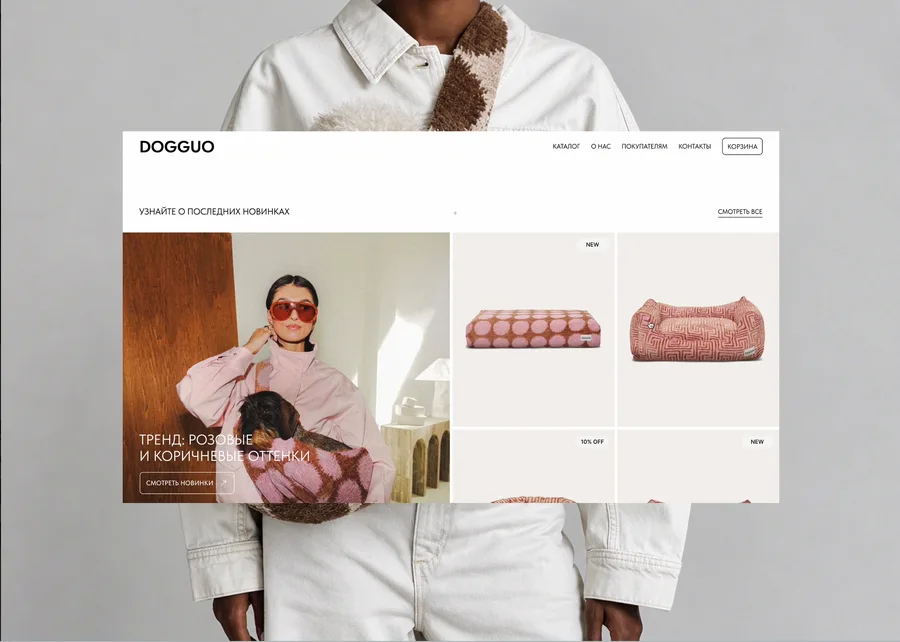 DOGGUO
КАТАЛОГ О НАС ПОКУПАТЕЛЯМ КОНТАКТЫ КОРЗИНА
УЗНАЙТЕ О ПОСЛЕДНИХ НОВИНКАХ
СМОТРЕТЬ ВСЕ
NEW
ТРЕНД: РОЗОВЫЕ
И КОРИЧНЕВЫЕ ОТТЕНКИ
СМОТРЕТЬ НОВИНКИ
10% OFF
NEW